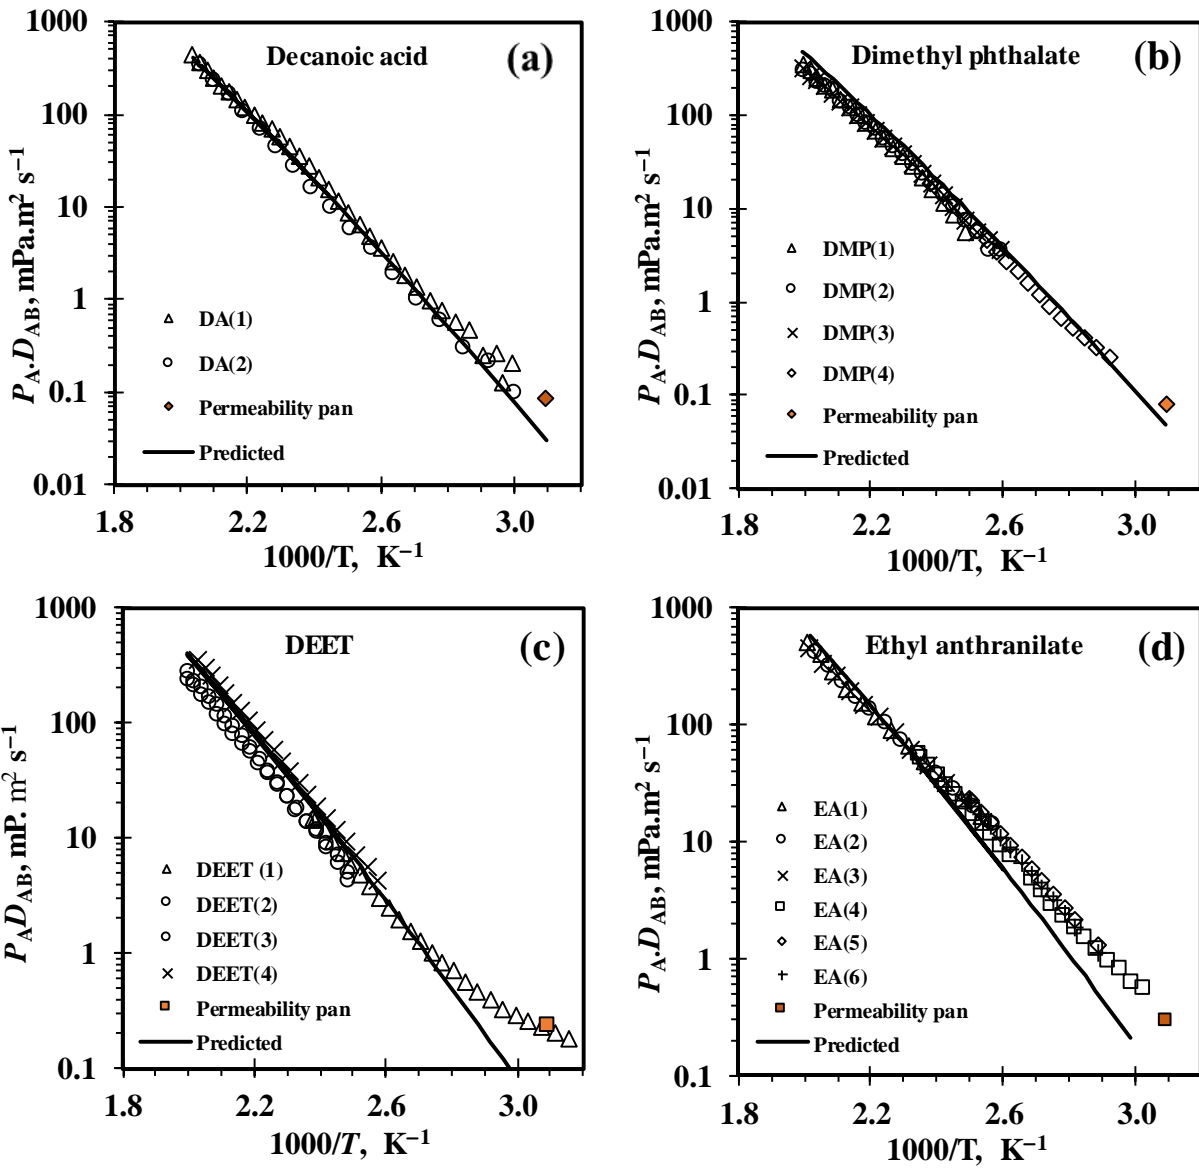 Decanoic acid
(a)
1000
100
10
1
0.1
0.01
P_A.D_AB, mPa.m² s⁻¹
DA(1)
DA(2)
Permeability pan
Predicted
1.8 2.2 2.6 3.0
1000/T, K⁻¹
Dimethyl phthalate
(b)
1000
100
10
1
0.1
0.01
P_A.D_AB, mPa.m² s⁻¹
DMP(1)
DMP(2)
DMP(3)
DMP(4)
Permeability pan
Predicted
1.8 2.2 2.6 3.0
1000/T, K⁻¹
DEET
(c)
1000
100
10
1
0.1
P_A D_AB, mP. m² s⁻¹
DEET (1)
DEET(2)
DEET(3)
DEET(4)
Permeability pan
Predicted
1.8 2.2 2.6 3.0
1000/T, K⁻¹
Ethyl anthranilate
(d)
1000
100
10
1
0.1
P_A.D_AB, mPa.m² s⁻¹
EA(1)
EA(2)
EA(3)
EA(4)
EA(5)
EA(6)
Permeability pan
Predicted
1.8 2.2 2.6 3.0
1000/T, K⁻¹